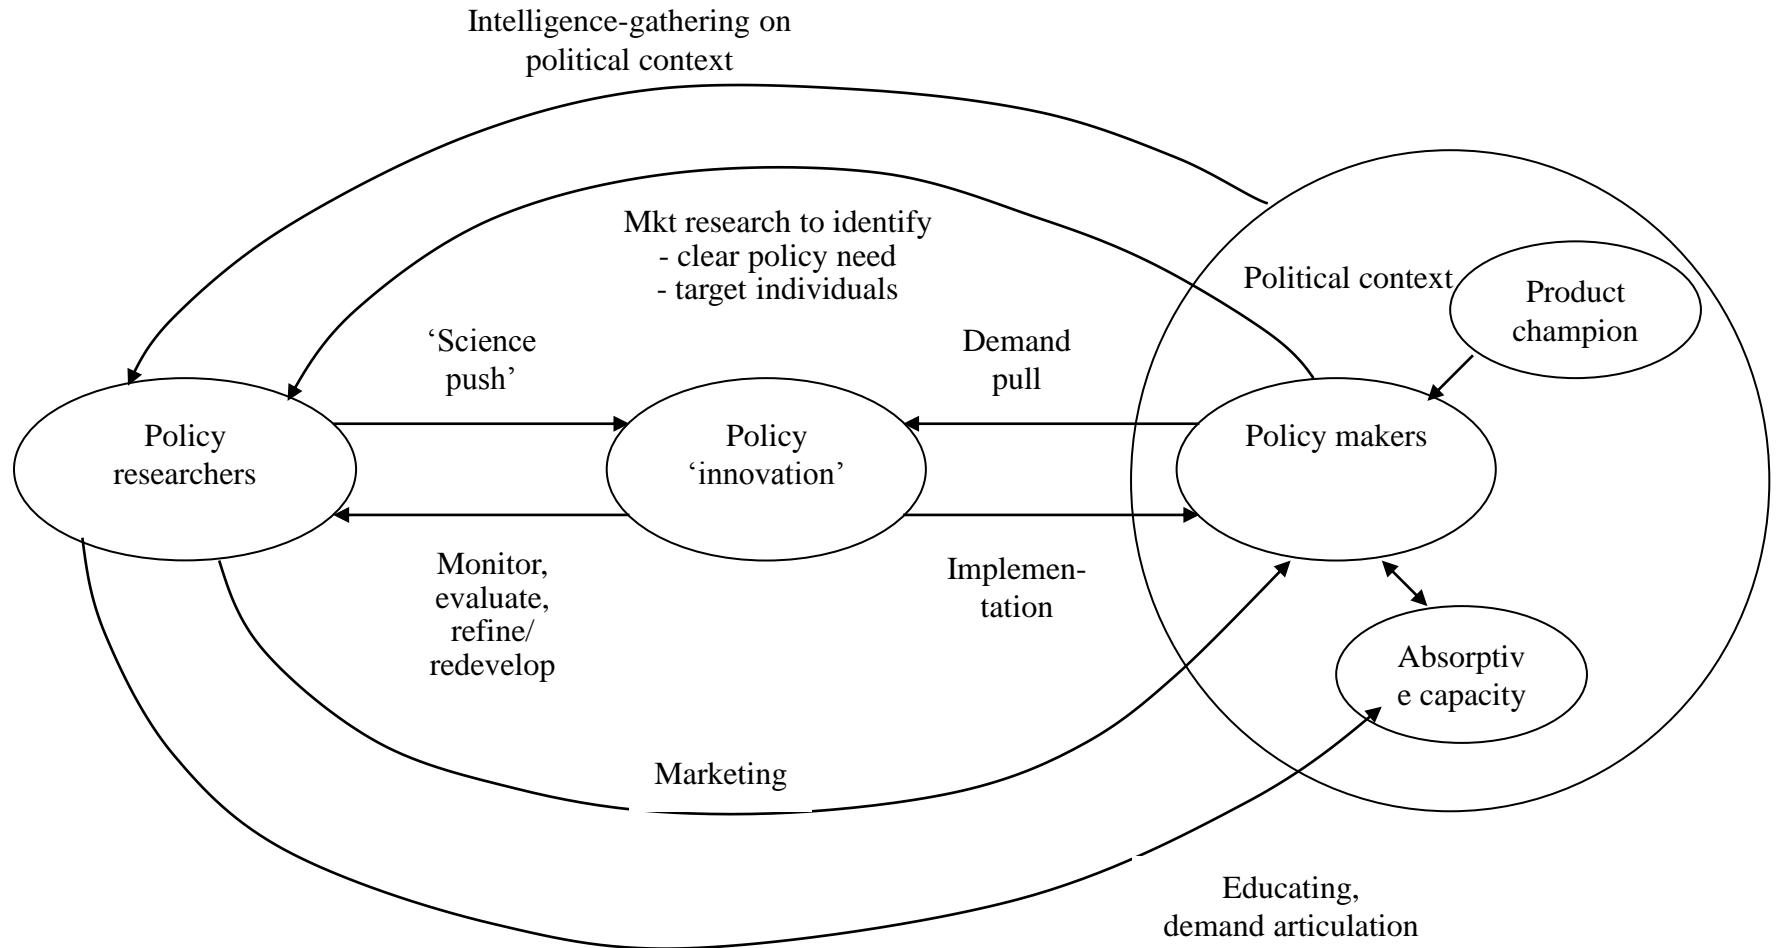 Intelligence-gathering on
political context
Mkt research to identify
- clear policy need
- target individuals
Political context
Product
champion
‘Science
push’
Demand
pull
Policy
researchers
Policy
‘innovation’
Policy makers
Monitor,
evaluate,
refine/
redevelop
Implemen-
tation
Absorptiv
e capacity
Marketing
Educating,
demand articulation